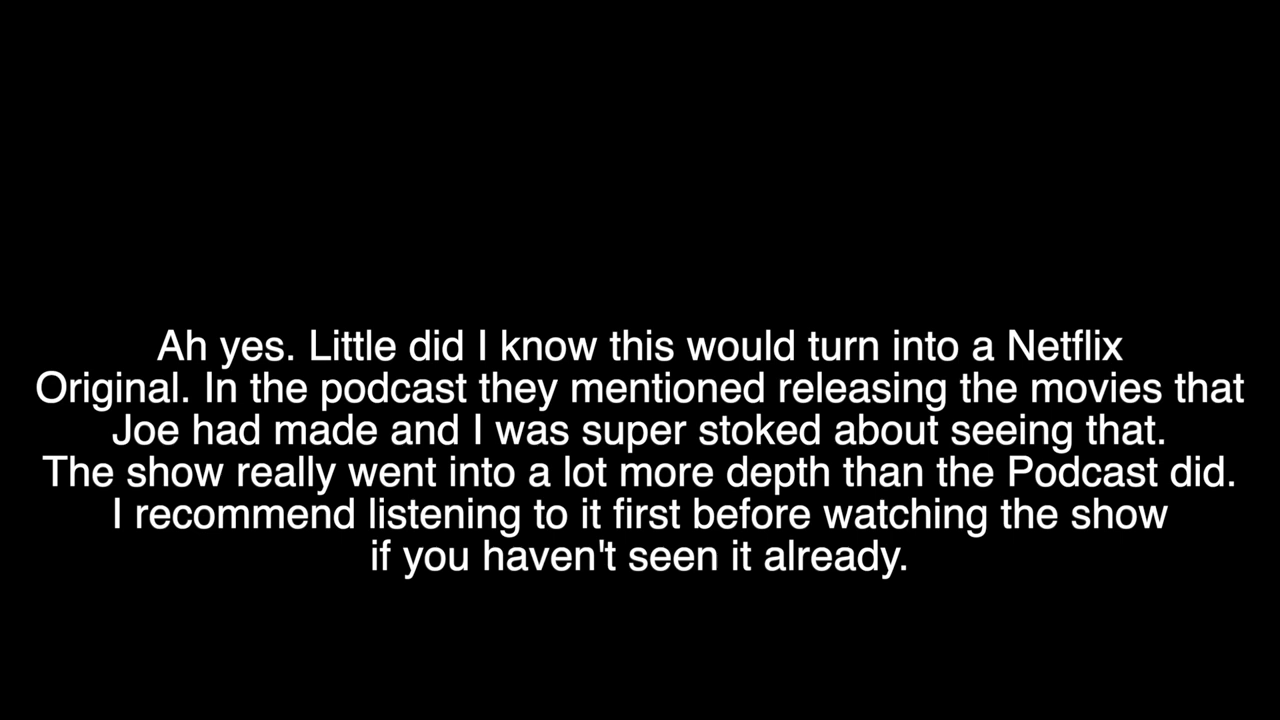 Ah yes. Little did I know this would turn into a Netflix
Original. In the podcast they mentioned releasing the movies that
Joe had made and I was super stoked about seeing that.
The show really went into a lot more depth than the Podcast did.
I recommend listening to it first before watching the show
if you haven't seen it already.